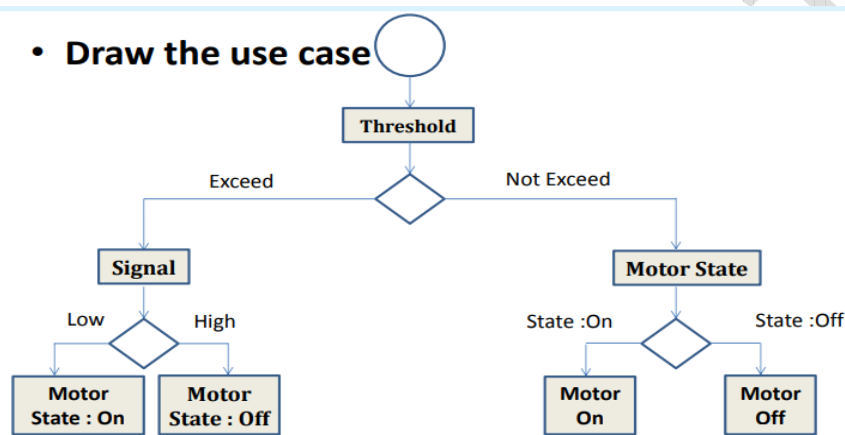 • Draw the use case
Threshold
Exceed
Not Exceed
Signal
Motor State
Low
High
State :On
State :Off
Motor
State : On
Motor
State : Off
Motor
On
Motor
Off